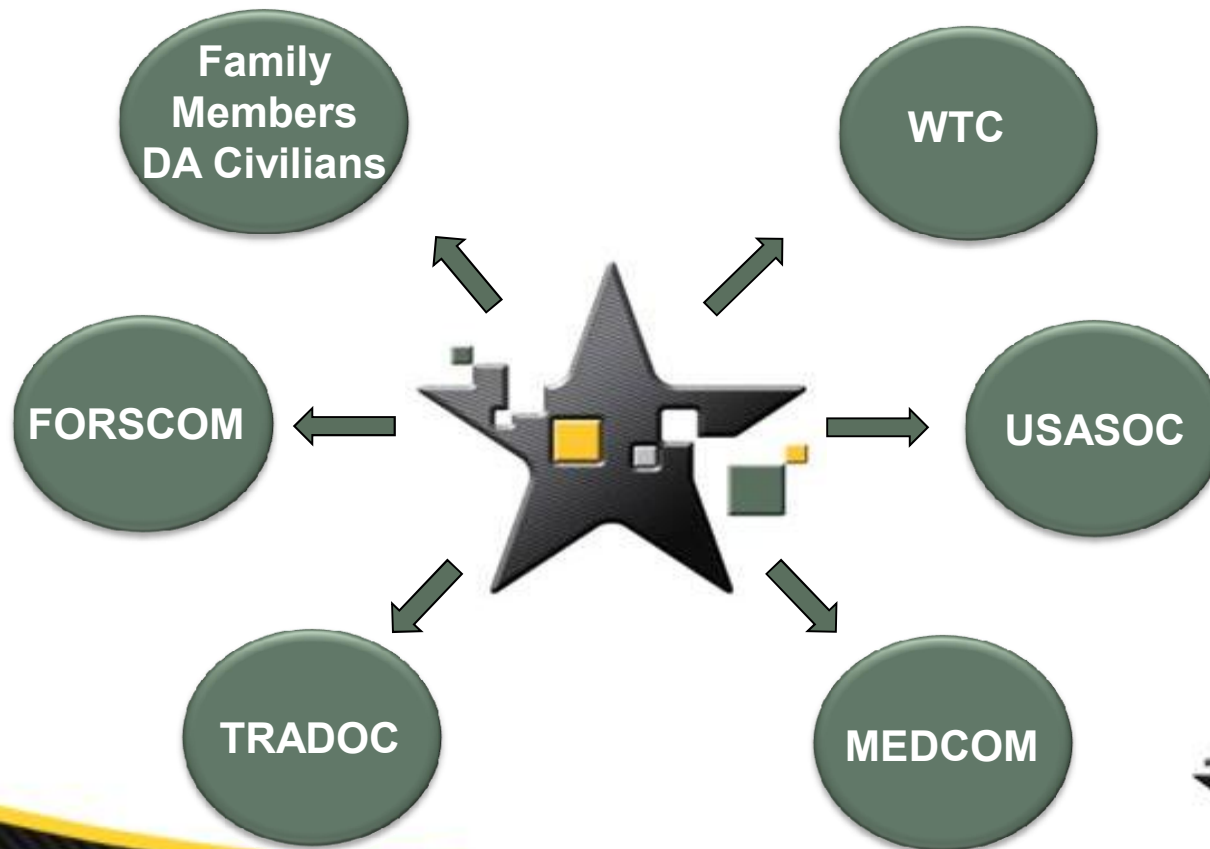 Family
Members
DA Civilians
WTC
FORSCOM
USASOC
TRADOC
MEDCOM